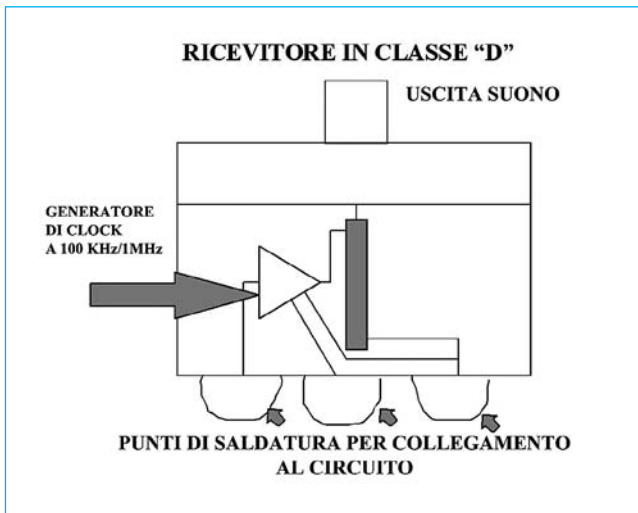 RICEVITORE IN CLASSE “D”
USCITA SUONO
GENERATORE
DI CLOCK
A 100 KHz/1MHz
PUNTI DI SALDATURA PER COLLEGAMENTO
AL CIRCUITO